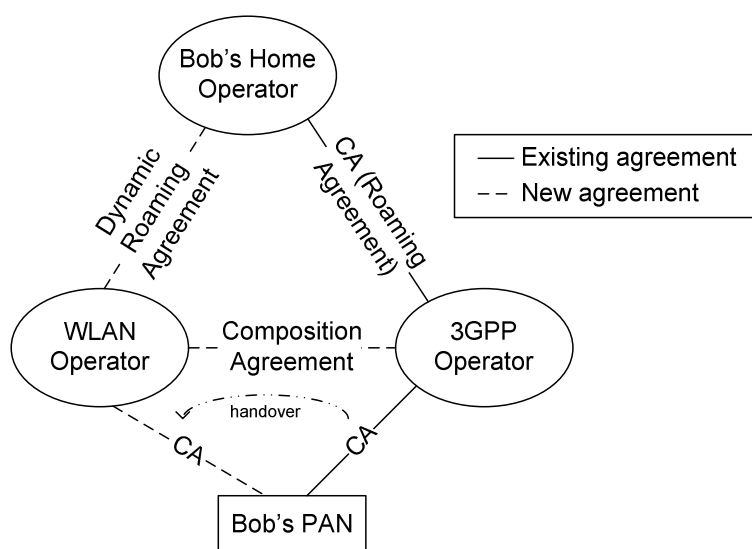 Bob's Home
Operator
Dynamic
Roaming
Agreement
CA (Roaming
Agreement)
Existing agreement
New agreement
WLAN
Operator
Composition
Agreement
3GPP
Operator
handover
CA
CA
Bob's PAN